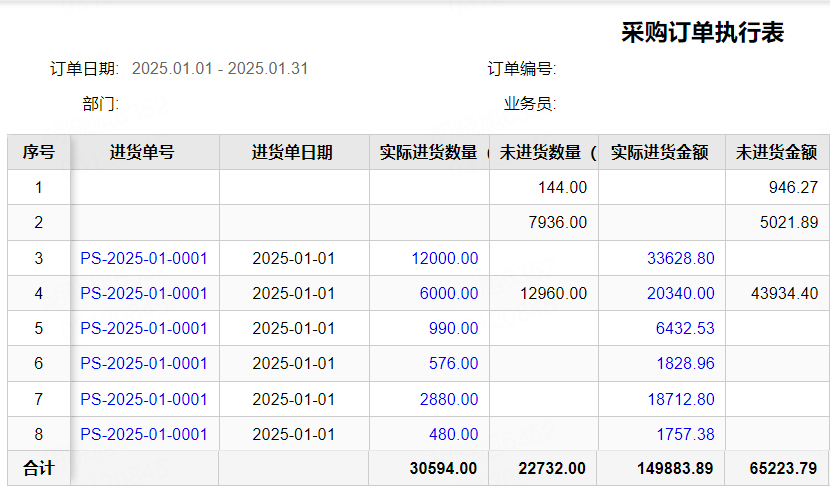 采购订单执行表
订单日期: 2025.01.01 - 2025.01.31 订单编号:
部门: 业务员:
序号 进货单号 进货单日期 实际进货数量 ( 未进货数量 ( 实际进货金额 未进货金额
1 144.00 946.27
2 7936.00 5021.89
3 PS-2025-01-0001 2025-01-01 12000.00 33628.80
4 PS-2025-01-0001 2025-01-01 6000.00 12960.00 20340.00 43934.40
5 PS-2025-01-0001 2025-01-01 990.00 6432.53
6 PS-2025-01-0001 2025-01-01 576.00 1828.96
7 PS-2025-01-0001 2025-01-01 2880.00 18712.80
8 PS-2025-01-0001 2025-01-01 480.00 1757.38
合计 30594.00 22732.00 149883.89 65223.79